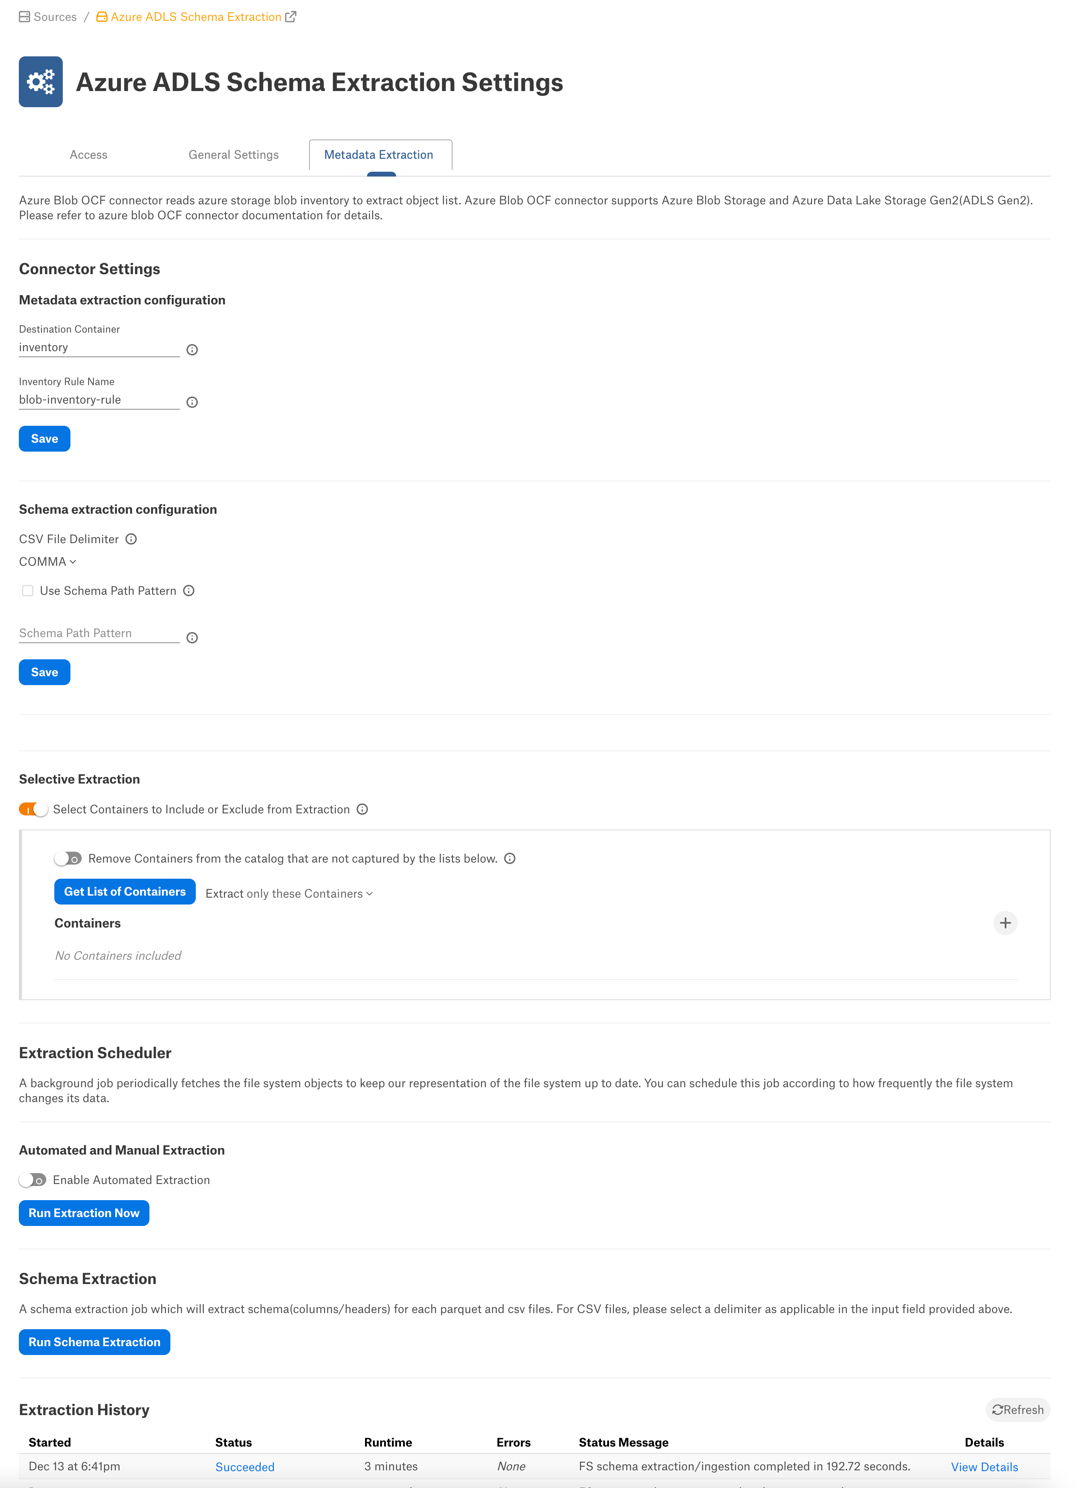 Sources / Azure ADLS Schema Extraction
Azure ADLS Schema Extraction Settings
Access General Settings Metadata Extraction
Azure Blob OCF connector reads azure storage blob inventory to extract object list. Azure Blob OCF connector supports Azure Blob Storage and Azure Data Lake Storage Gen2(ADLS Gen2).
Please refer to azure blob OCF connector documentation for details.
Connector Settings
Metadata extraction configuration
Destination Container
inventory
Inventory Rule Name
blob-inventory-rule
Save
Schema extraction configuration
CSV File Delimiter
COMMA
Use Schema Path Pattern
Schema Path Pattern
Save
Selective Extraction
Select Containers to Include or Exclude from Extraction
Remove Containers from the catalog that are not captured by the lists below.
Get List of Containers Extract only these Containers
Containers
No Containers included
Extraction Scheduler
A background job periodically fetches the file system objects to keep our representation of the file system up to date. You can schedule this job according to how frequently the file system
changes its data.
Automated and Manual Extraction
Enable Automated Extraction
Run Extraction Now
Schema Extraction
A schema extraction job which will extract schema(columns/headers) for each parquet and csv files. For CSV files, please select a delimiter as applicable in the input field provided above.
Run Schema Extraction
Extraction History Refresh
Started Status Runtime Errors Status Message Details
Dec 13 at 6:41pm Succeeded 3 minutes None FS schema extraction/ingestion completed in 192.72 seconds. View Details